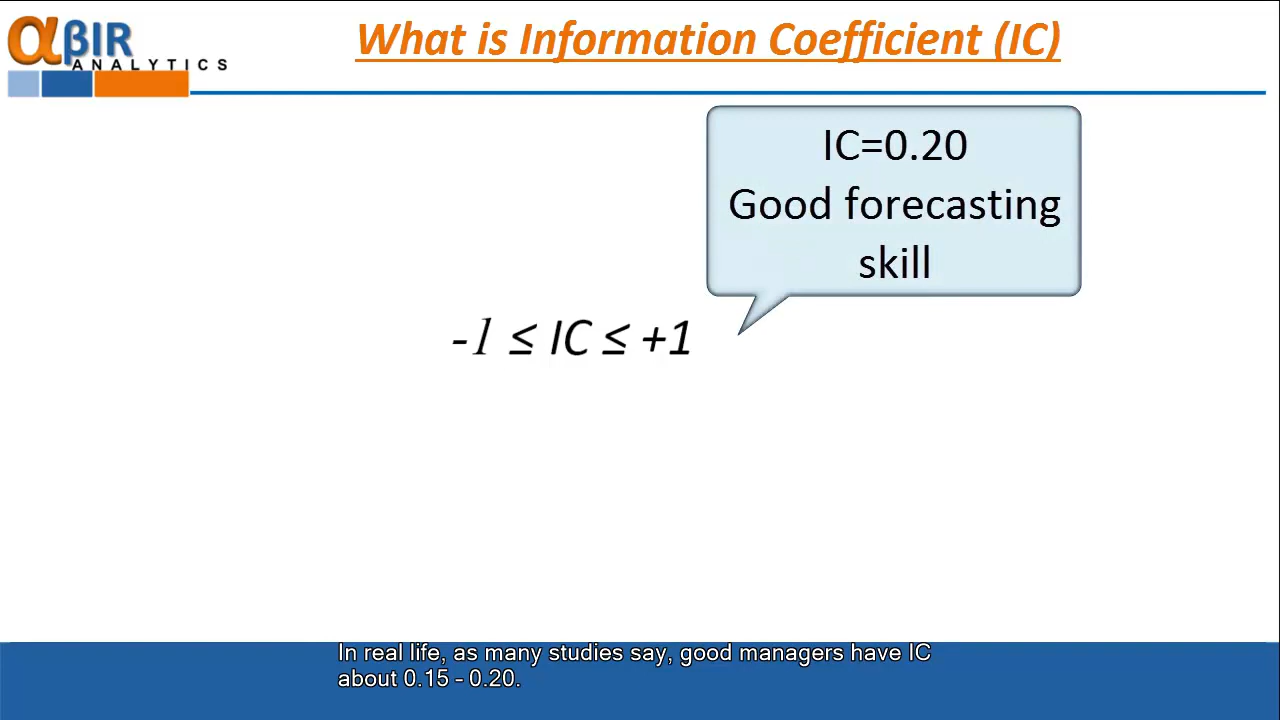 αβIR
ANALYTICS
What is Information Coefficient (IC)
IC=0.20
Good forecasting
skill
-1 ≤ IC ≤ +1
In real life, as many studies say, good managers have IC
about 0.15 – 0.20.